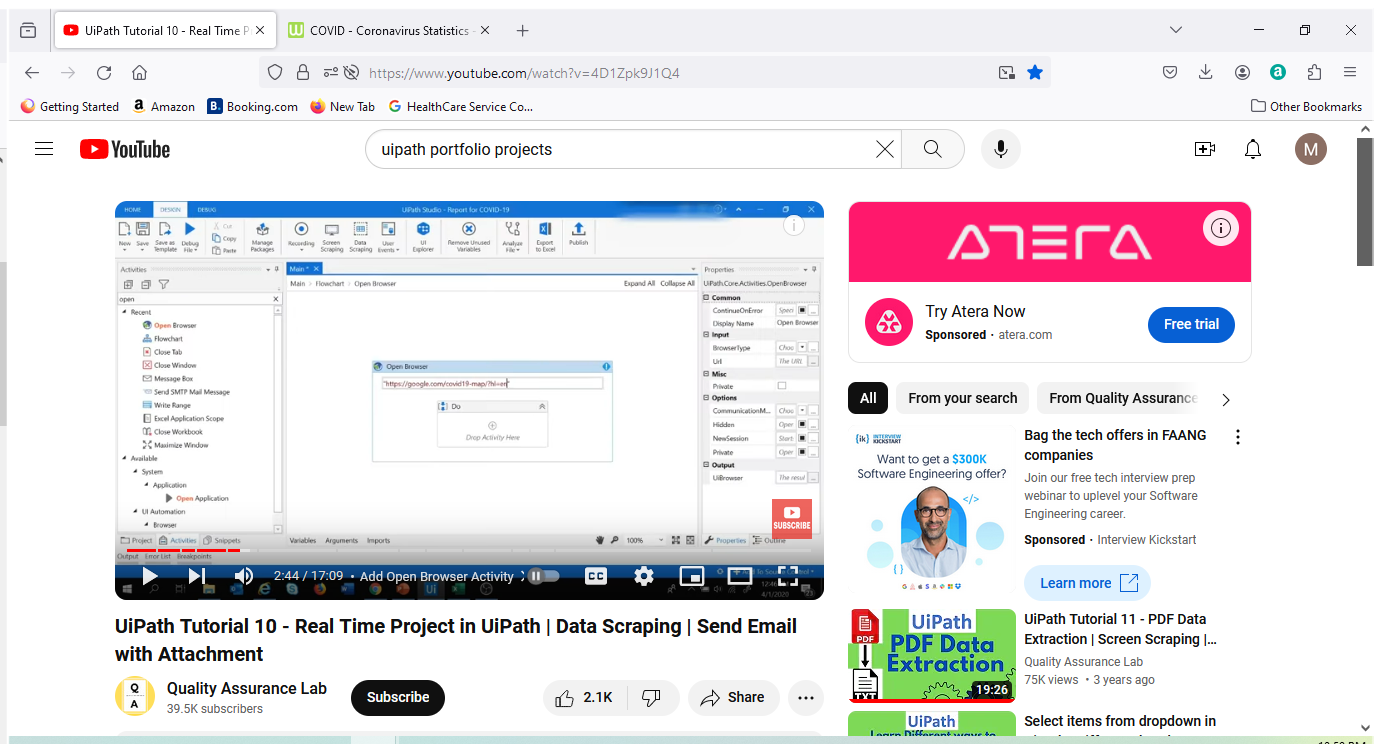 UiPath Tutorial 10 - Real Time P
COVID - Coronavirus Statistics -
https://www.youtube.com/watch?v=4D1Zpk9J1Q4
Getting Started
Amazon
Booking.com
New Tab
HealthCare Service Co...
Other Bookmarks
YouTube
uipath portfolio projects
M
HOME DESIGN DEBUG
UiPath Studio - Report for COVID-19
New
Save
Save as Template
Debug File
Cut
Copy
Paste
Manage Packages
Recording
Screen Scraping
Data Scraping
User Events
UI Explorer
Remove Unused Variables
Analyze File
Export to Excel
Publish
Activities
open
Recent
Open Browser
Flowchart
Close Tab
Close Window
Message Box
Send SMTP Mail Message
Write Range
Excel Application Scope
Close Workbook
Maximize Window
Available
System
Application
Open Application
UI Automation
Browser
Project Activities Snippets
Output Error List Breakpoints
Main*
Main > Flowchart > Open Browser
Expand All Collapse All
Open Browser
"https://google.com/covid19-map/?hl=en"
Do
Drop Activity Here
Variables Arguments Imports
100%
Properties
UiPath.Core.Activities.OpenBrowser
Common
ContinueOnError
Display Name Open Browser
Input
BrowserType
Url The URL
Misc
Private
Options
CommunicationM...
Hidden
NewSession
Private
Output
UiBrowser
Properties Outline
SUBSCRIBE
2:44 / 17:09 • Add Open Browser Activity
CC
4/1/2020
UiPath Tutorial 10 - Real Time Project in UiPath | Data Scraping | Send Email
with Attachment
Q
A
Quality Assurance Lab
39.5K subscribers
Subscribe
2.1K
Share
ATERA
Try Atera Now
Sponsored · atera.com
Free trial
All
From your search
From Quality Assurance
{ik} INTERVIEW KICKSTART
Want to get a $300K
Software Engineering offer?
Bag the tech offers in FAANG
companies
Join our free tech interview prep
webinar to uplevel your Software
Engineering career.
Sponsored · Interview Kickstart
Learn more
PDF
TXT
UiPath
PDF Data
Extraction
19:26
UiPath Tutorial 11 - PDF Data
Extraction | Screen Scraping |...
Quality Assurance Lab
75K views • 3 years ago
UiPath
Select items from dropdown in